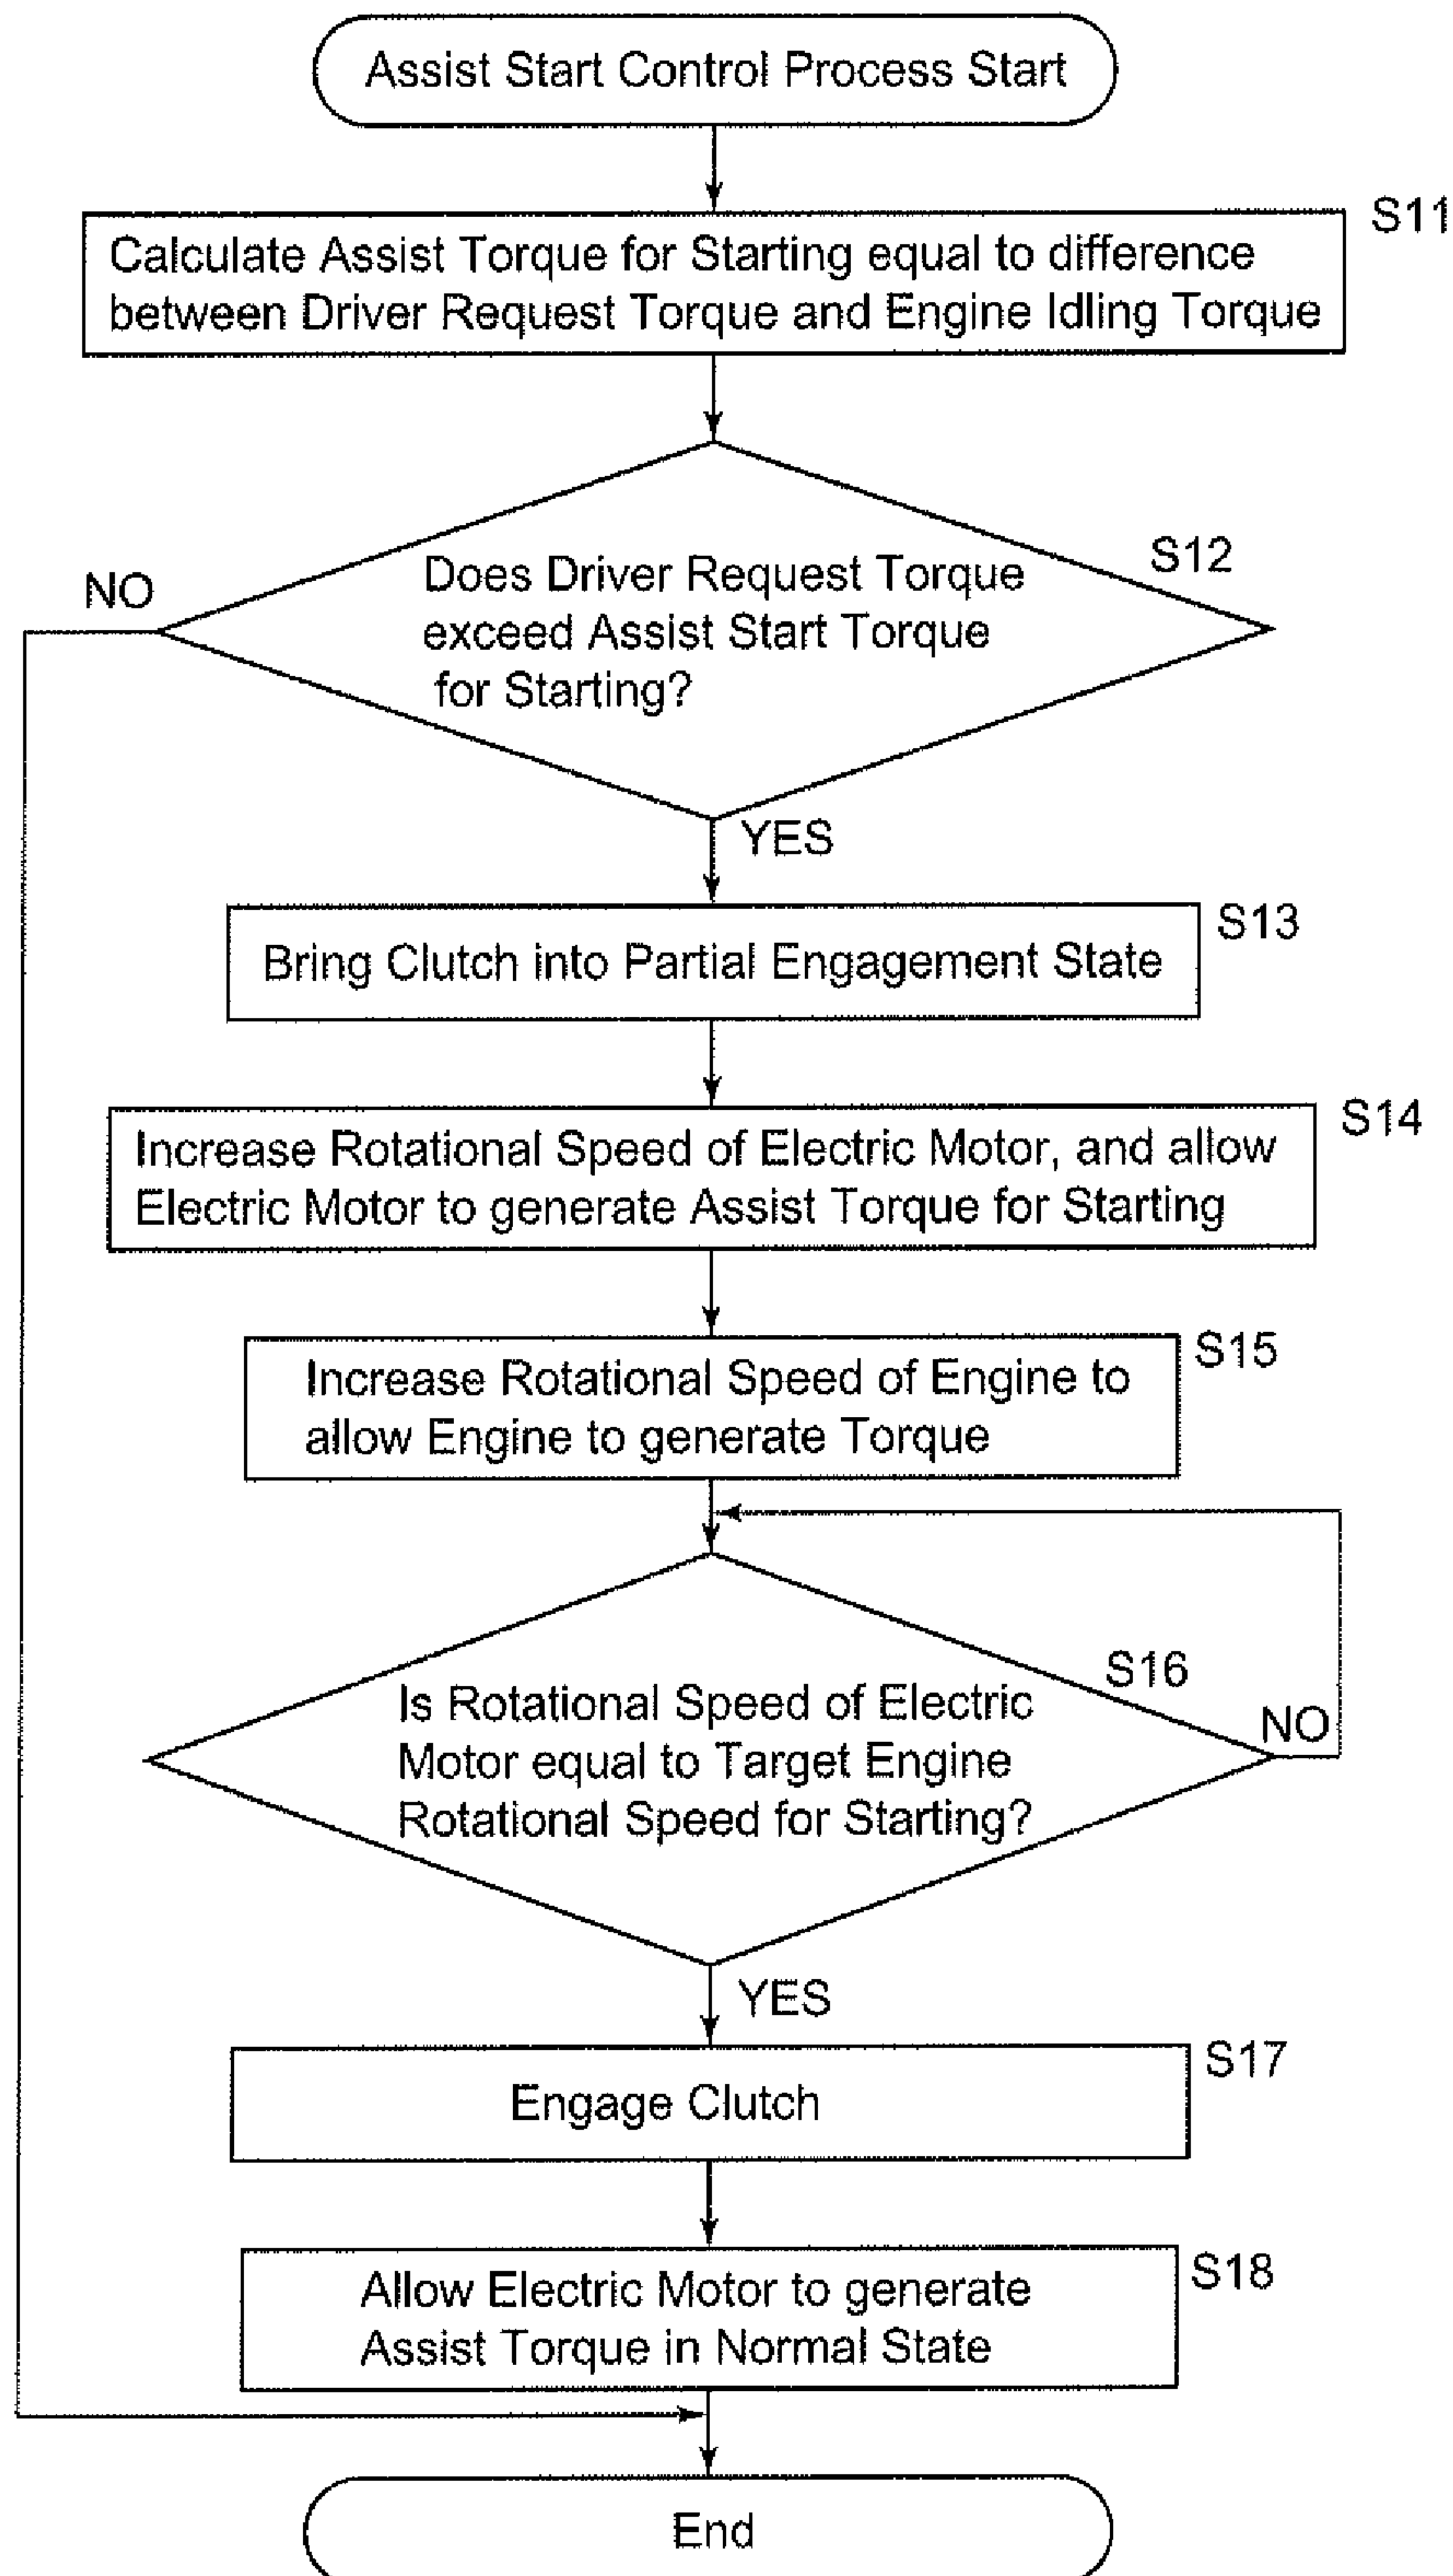 Assist Start Control Process Start
S11
Calculate Assist Torque for Starting equal to difference
between Driver Request Torque and Engine Idling Torque
S12
NO
Does Driver Request Torque
exceed Assist Start Torque
for Starting?
YES
S13
Bring Clutch into Partial Engagement State
S14
Increase Rotational Speed of Electric Motor, and allow
Electric Motor to generate Assist Torque for Starting
S15
Increase Rotational Speed of Engine to
allow Engine to generate Torque
S16
Is Rotational Speed of Electric
Motor equal to Target Engine
Rotational Speed for Starting?
NO
YES
S17
Engage Clutch
S18
Allow Electric Motor to generate
Assist Torque in Normal State
End